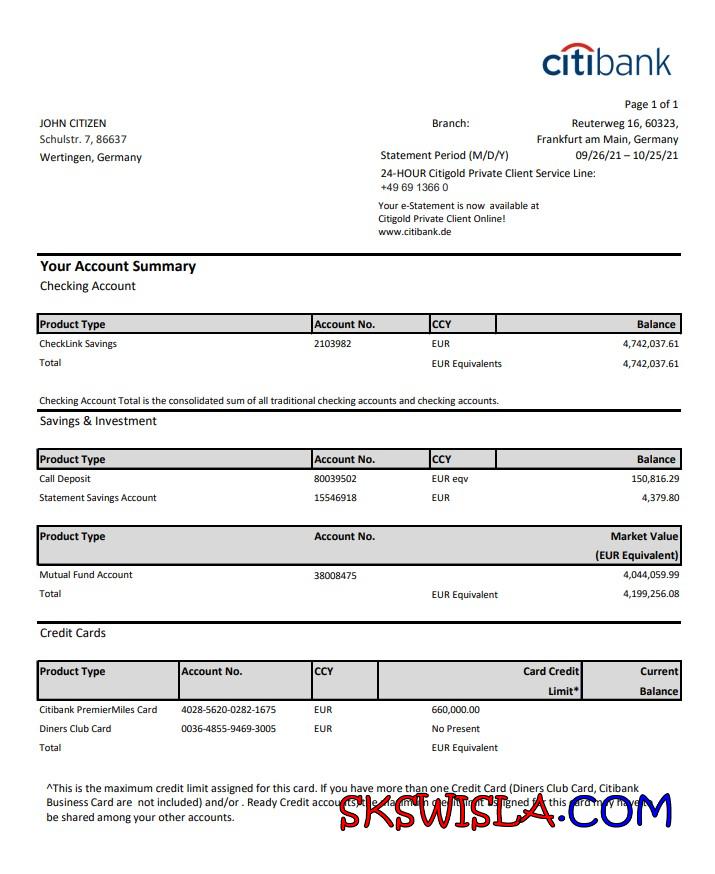 citibank
Page 1 of 1
JOHN CITIZEN
Schulstr. 7, 86637
Wertingen, Germany
Branch: Reuterweg 16, 60323,
Frankfurt am Main, Germany
Statement Period (M/D/Y) 09/26/21 – 10/25/21
24-HOUR Citigold Private Client Service Line:
+49 69 1366 0
Your e-Statement is now available at
Citigold Private Client Online!
www.citibank.de
Your Account Summary
Checking Account
Product Type Account No. CCY Balance
CheckLink Savings 2103982 EUR 4,742,037.61
Total EUR Equivalents 4,742,037.61
Checking Account Total is the consolidated sum of all traditional checking accounts and checking accounts.
Savings & Investment
Product Type Account No. CCY Balance
Call Deposit 80039502 EUR eqv 150,816.29
Statement Savings Account 15546918 EUR 4,379.80
Product Type Account No. Market Value
(EUR Equivalent)
Mutual Fund Account 38008475 4,044,059.99
Total EUR Equivalent 4,199,256.08
Credit Cards
Product Type Account No. CCY Card Credit Current
Limit* Balance
Citibank PremierMiles Card 4028-5620-0282-1675 EUR 660,000.00
Diners Club Card 0036-4855-9469-3005 EUR No Present
Total EUR Equivalent
^This is the maximum credit limit assigned for this card. If you have more than one Credit Card (Diners Club Card, Citibank
Business Card are not included) and/or . Ready Credit accounts, the maximum credit limit assigned for this card may have to
be shared among your other accounts.
SKSWISLA.COM